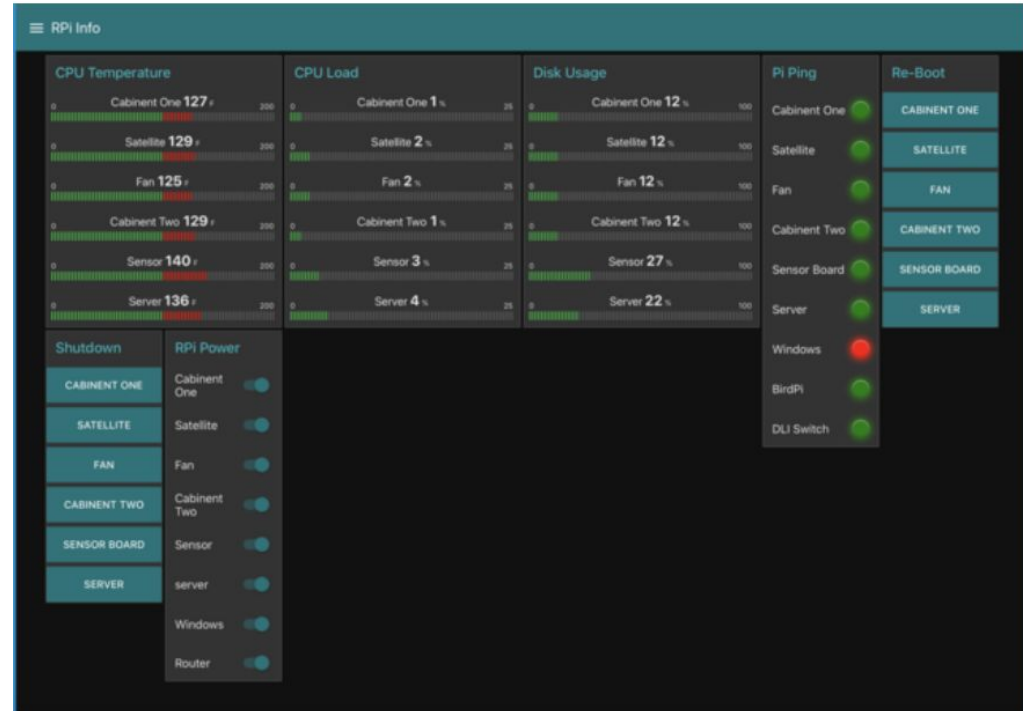 RPi Info
CPU Temperature
Cabinent One 127 F
0 200
Satellite 129 F
0 200
Fan 125 F
0 200
Cabinent Two 129 F
0 200
Sensor 140 F
0 200
Server 136 F
0 200
CPU Load
Cabinent One 1 %
0 25
Satellite 2 %
0 25
Fan 2 %
0 25
Cabinent Two 1 %
0 25
Sensor 3 %
0 25
Server 4 %
0 25
Disk Usage
Cabinent One 12 %
0 100
Satellite 12 %
0 100
Fan 12 %
0 100
Cabinent Two 12 %
0 100
Sensor 27 %
0 100
Server 22 %
0 100
Pi Ping
Cabinent One
Satellite
Fan
Cabinent Two
Sensor Board
Server
Windows
BirdPi
DLI Switch
Re-Boot
CABINENT ONE
SATELLITE
FAN
CABINENT TWO
SENSOR BOARD
SERVER
Shutdown
CABINENT ONE
SATELLITE
FAN
CABINENT TWO
SENSOR BOARD
SERVER
RPi Power
Cabinent
One
Satellite
Fan
Cabinent
Two
Sensor
server
Windows
Router